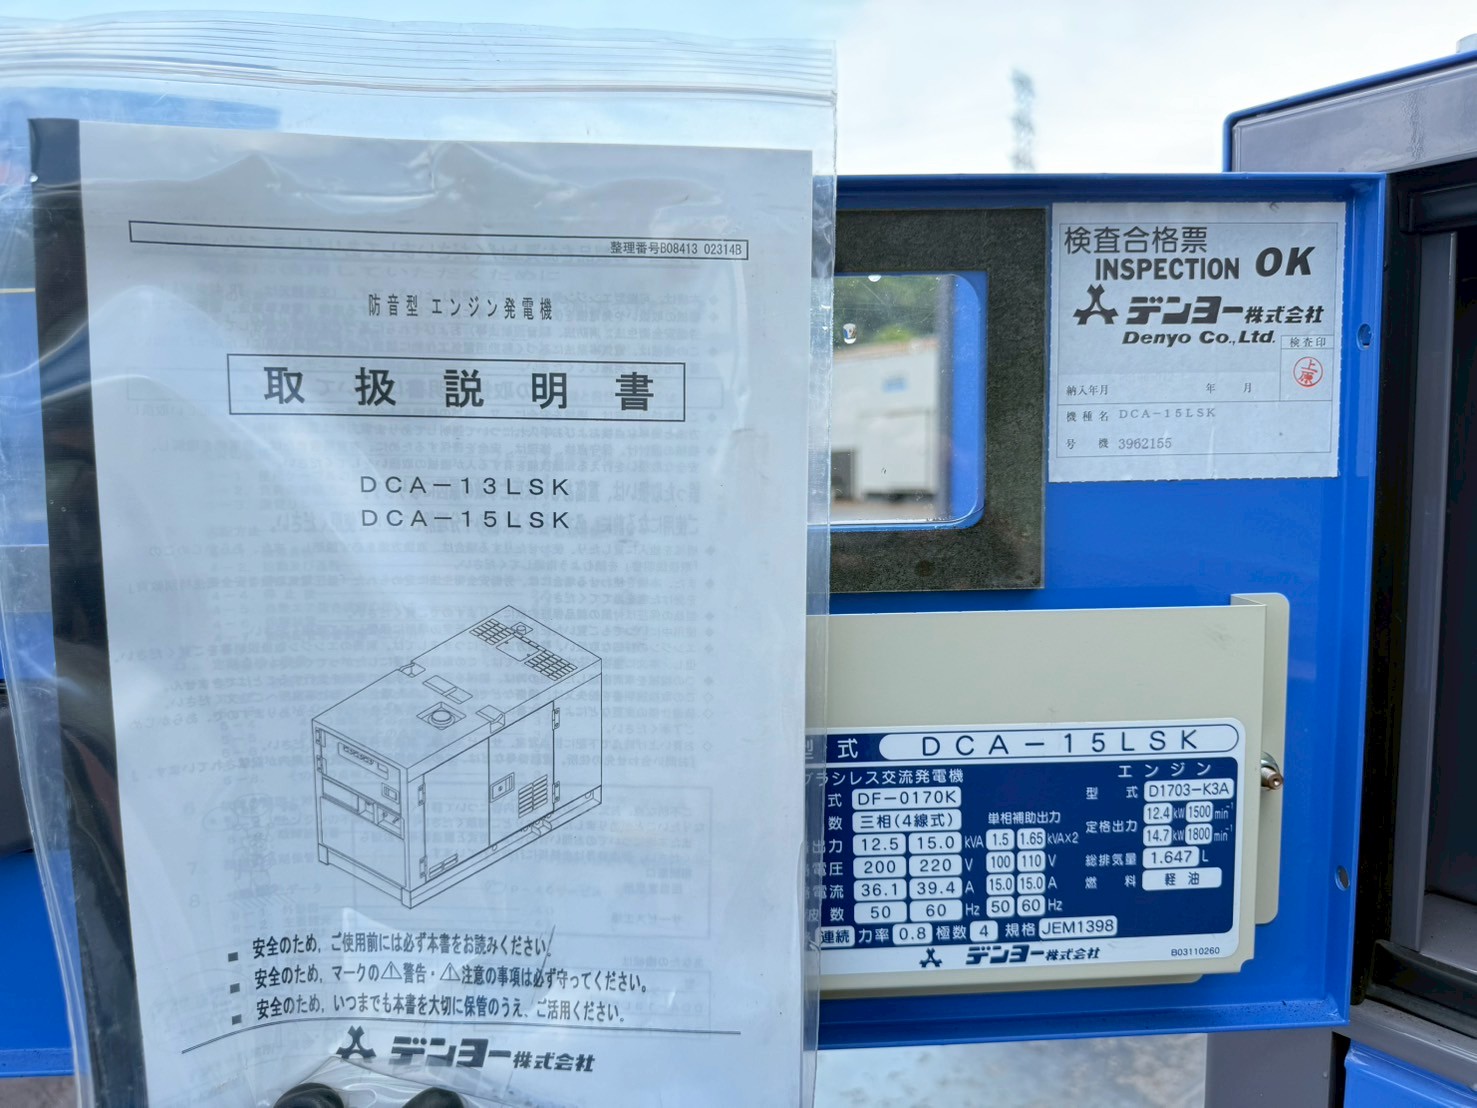 整理番号B08413 02314B
防音型 エンジン発電機
取扱説明書
DCA-13LSK
DCA-15LSK
安全のため、ご使用前には必ず本書をお読みください。
安全のため、マークの⚠警告・⚠注意の事項は必ず守ってください。
安全のため、いつまでも本書を大切に保管のうえ、ご活用ください。
デンヨー株式会社
検査合格票
INSPECTION OK
デンヨー株式会社
Denyo Co., Ltd.
検査印
上原
納入年月 年 月
機種名 DCA-15LSK
号機 3962155
型式 DCA-15LSK
ブラシレス交流発電機
式 DF-0170K
数 三相(4線式)
出力 12.5 15.0 kVA
電圧 200 220 V
電流 36.1 39.4 A
数 50 60 Hz
単相補助出力
1.5 1.65 kVA×2
100 110 V
15.0 15.0 A
50 60 Hz
エンジン
型式 D1703-K3A
定格出力 12.4 kW 1500 min⁻¹
14.7 kW 1800 min⁻¹
総排気量 1.647 L
燃料 軽油
連続 力率 0.8 極数 4 規格 JEM1398
デンヨー株式会社
B03110260